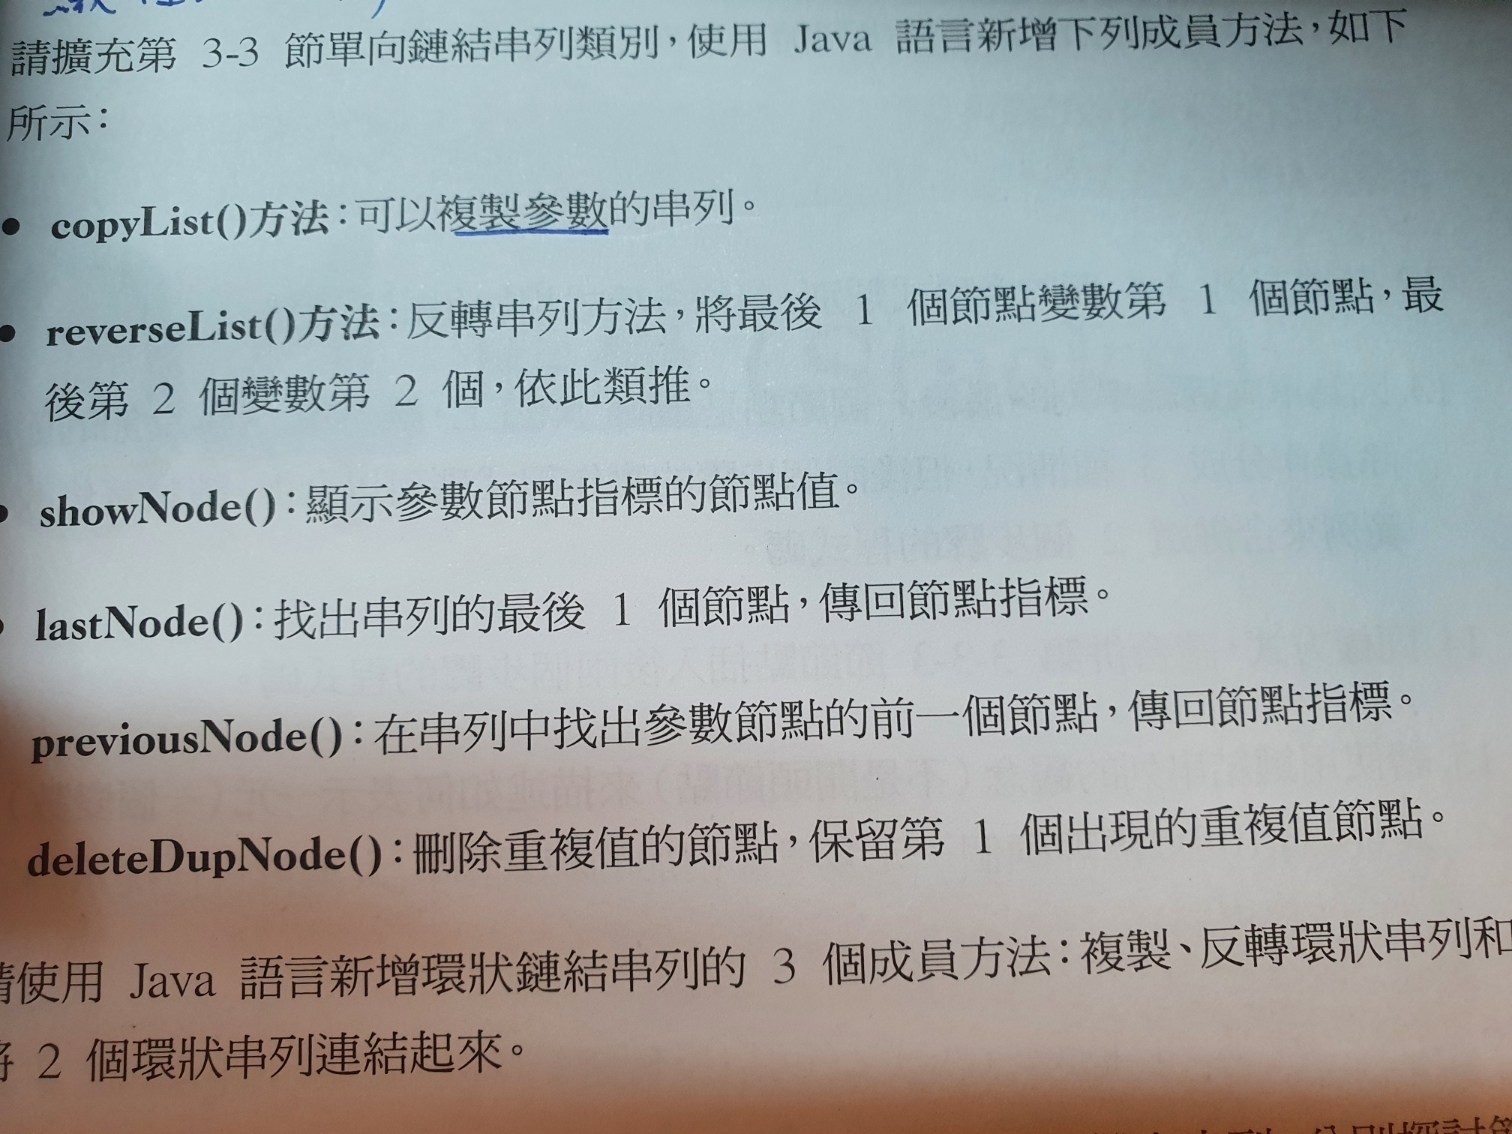 請擴充第 3-3 節單向鏈結串列類別，使用 Java 語言新增下列成員方法，如下
所示：
• copyList()方法：可以複製參數的串列。
• reverseList()方法：反轉串列方法，將最後 1 個節點變數第 1 個節點，最
後第 2 個變數第 2 個，依此類推。
• showNode()：顯示參數節點指標的節點值。
• lastNode()：找出串列的最後 1 個節點，傳回節點指標。
previousNode()：在串列中找出參數節點的前一個節點，傳回節點指標。
deleteDupNode()：刪除重複值的節點，保留第 1 個出現的重複值節點。
請使用 Java 語言新增環狀鏈結串列的 3 個成員方法：複製、反轉環狀串列和
將 2 個環狀串列連結起來。